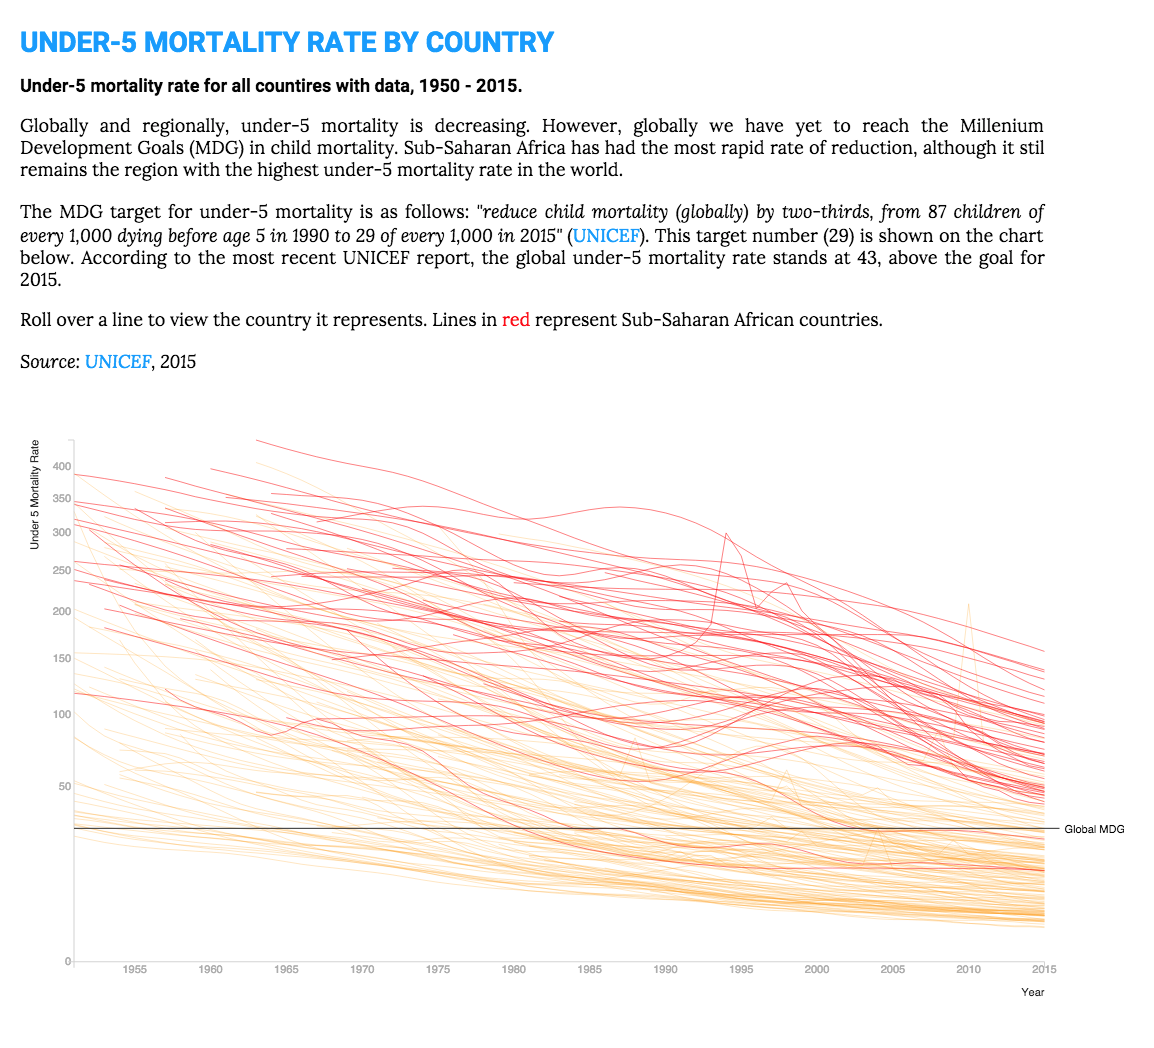 UNDER-5 MORTALITY RATE BY COUNTRY
Under-5 mortality rate for all countires with data, 1950 - 2015.
Globally and regionally, under-5 mortality is decreasing. However, globally we have yet to reach the Millenium
Development Goals (MDG) in child mortality. Sub-Saharan Africa has had the most rapid rate of reduction, although it stil
remains the region with the highest under-5 mortality rate in the world.
The MDG target for under-5 mortality is as follows: "reduce child mortality (globally) by two-thirds, from 87 children of
every 1,000 dying before age 5 in 1990 to 29 of every 1,000 in 2015" (UNICEF). This target number (29) is shown on the chart
below. According to the most recent UNICEF report, the global under-5 mortality rate stands at 43, above the goal for
2015.
Roll over a line to view the country it represents. Lines in red represent Sub-Saharan African countries.
Source: UNICEF, 2015
Under 5 Mortality Rate
400
350
300
250
200
150
100
50
0
Global MDG
1955 1960 1965 1970 1975 1980 1985 1990 1995 2000 2005 2010 2015
Year